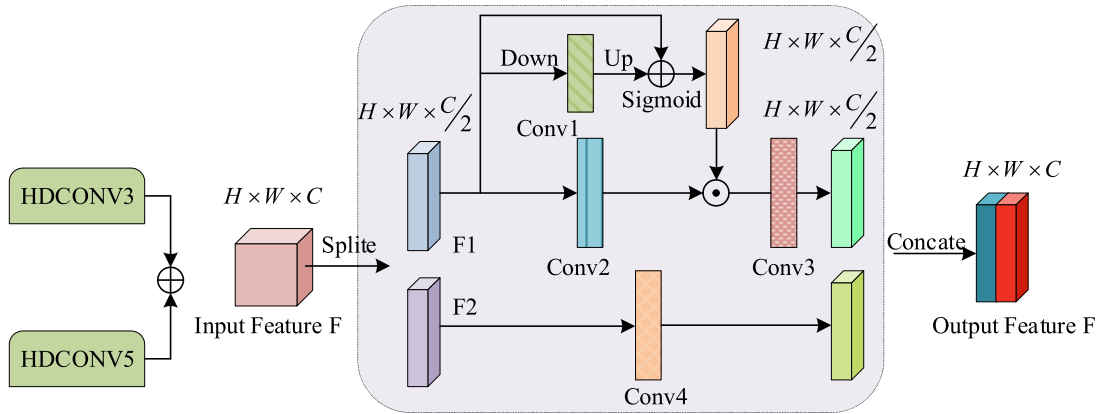 HDCONV3
HDCONV5
H × W × C
Splite
Input Feature F
H × W × C/2
Down
Up
Conv1
Sigmoid
H × W × C/2
H × W × C/2
F1
Conv2
Conv3
F2
Conv4
Concate
H × W × C
Output Feature F